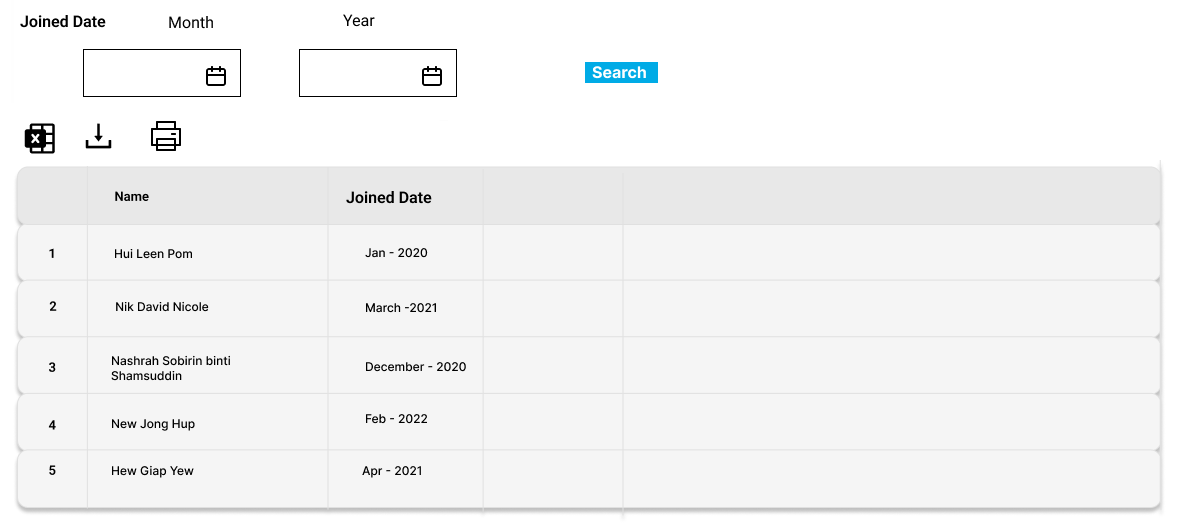 Joined Date
Month
Year
Search
X
Name
Joined Date
1
Hui Leen Pom
Jan - 2020
2
Nik David Nicole
March -2021
3
Nashrah Sobirin binti
Shamsuddin
December - 2020
4
New Jong Hup
Feb - 2022
5
Hew Giap Yew
Apr - 2021